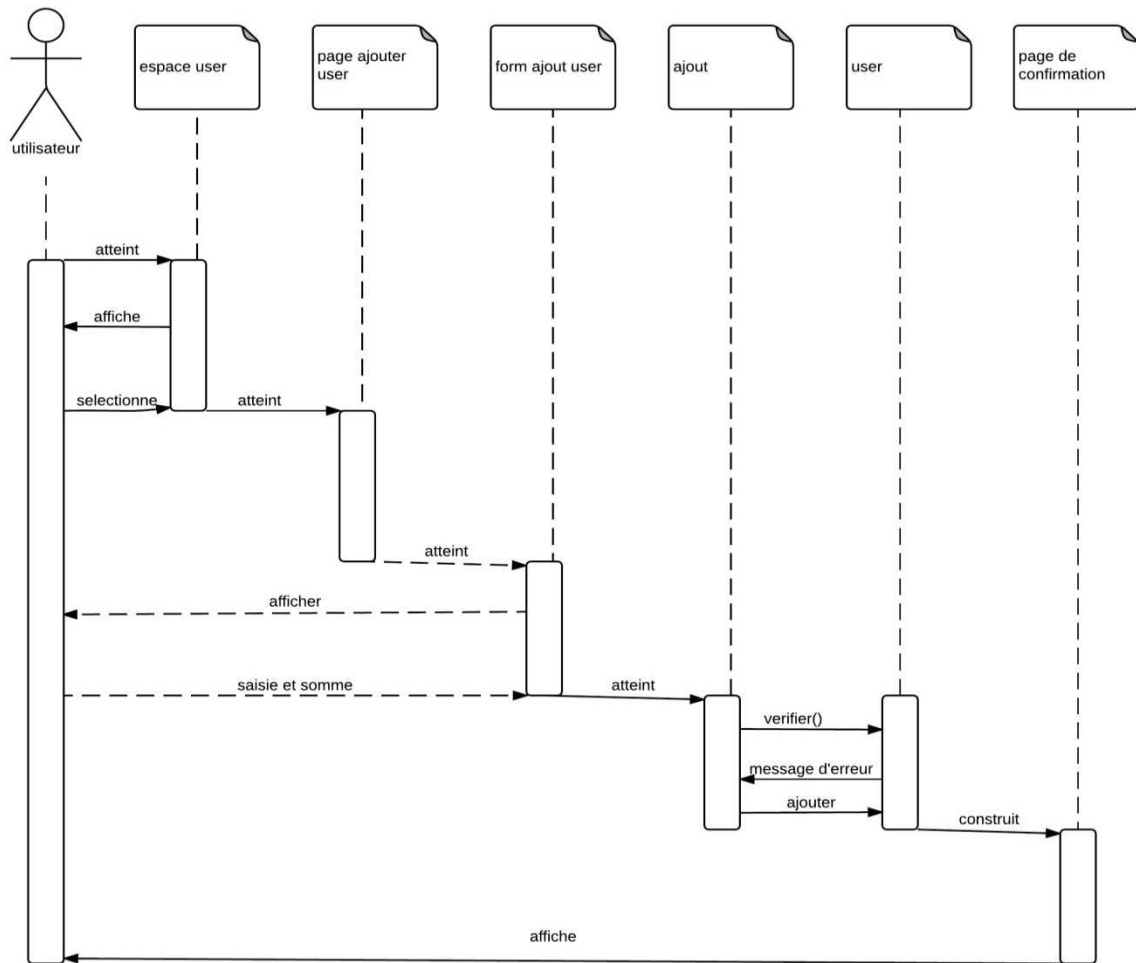 utilisateur
espace user
page ajouter
user
form ajout user
ajout
user
page de
confirmation
atteint
affiche
selectionne
atteint
atteint
afficher
saisie et somme
atteint
verifier()
message d'erreur
ajouter
construit
affiche